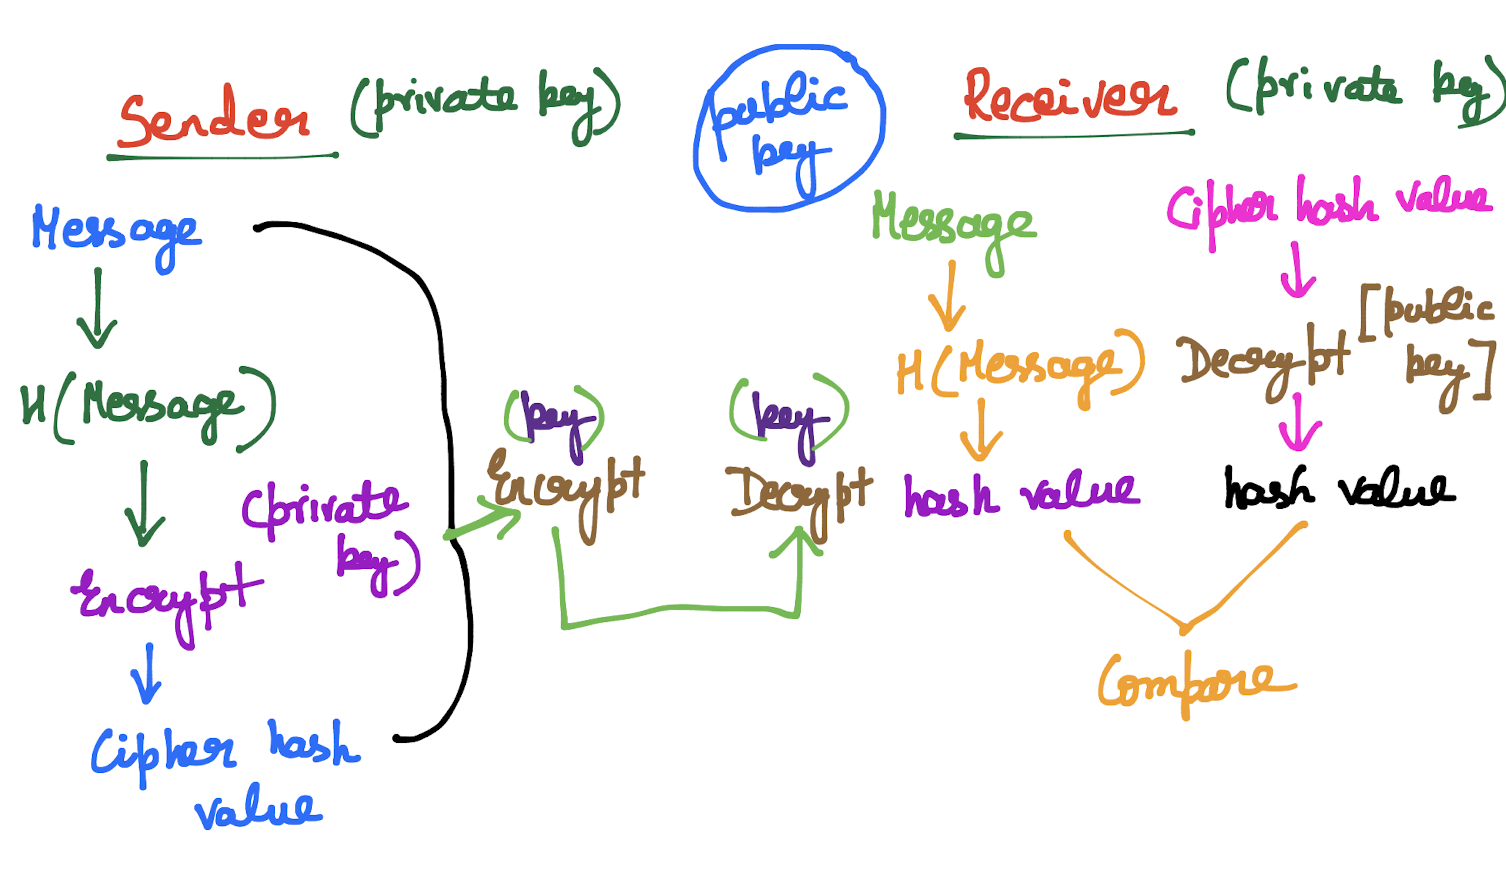 Sender (private key)
Message
H(Message)
(private
key)
Encrypt
Cipher hash
value
(key)
Encrypt
public
key
(key)
Decrypt
Receiver (private key)
Message
H(Message)
hash value
Cipher hash value
Decrypt [public
key]
hash value
Compare